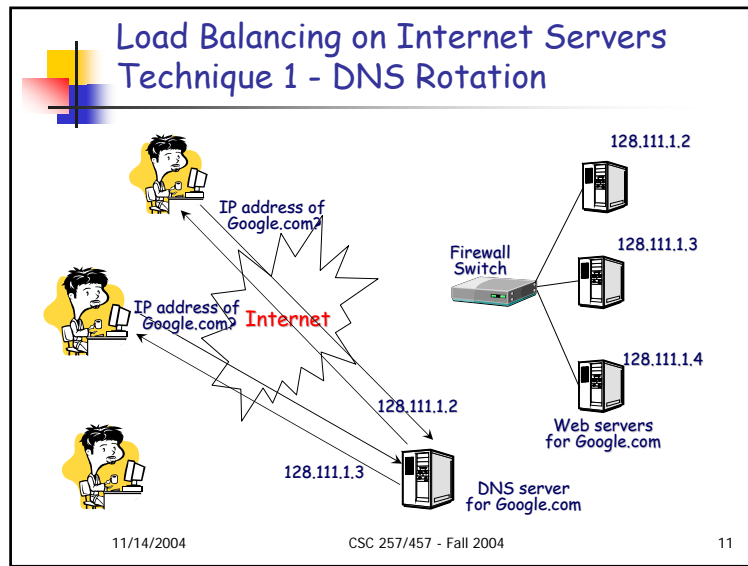 Load Balancing on Internet Servers
Technique 1 - DNS Rotation
128.111.1.2
IP address of
Google.com?
Firewall
Switch
128.111.1.3
IP address of
Google.com?
Internet
128.111.1.4
128.111.1.2
Web servers
for Google.com
128.111.1.3
DNS server
for Google.com
11/14/2004
CSC 257/457 - Fall 2004
11